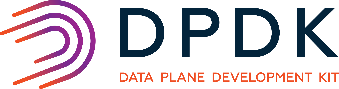 DPDK
DATA PLANE DEVELOPMENT KIT